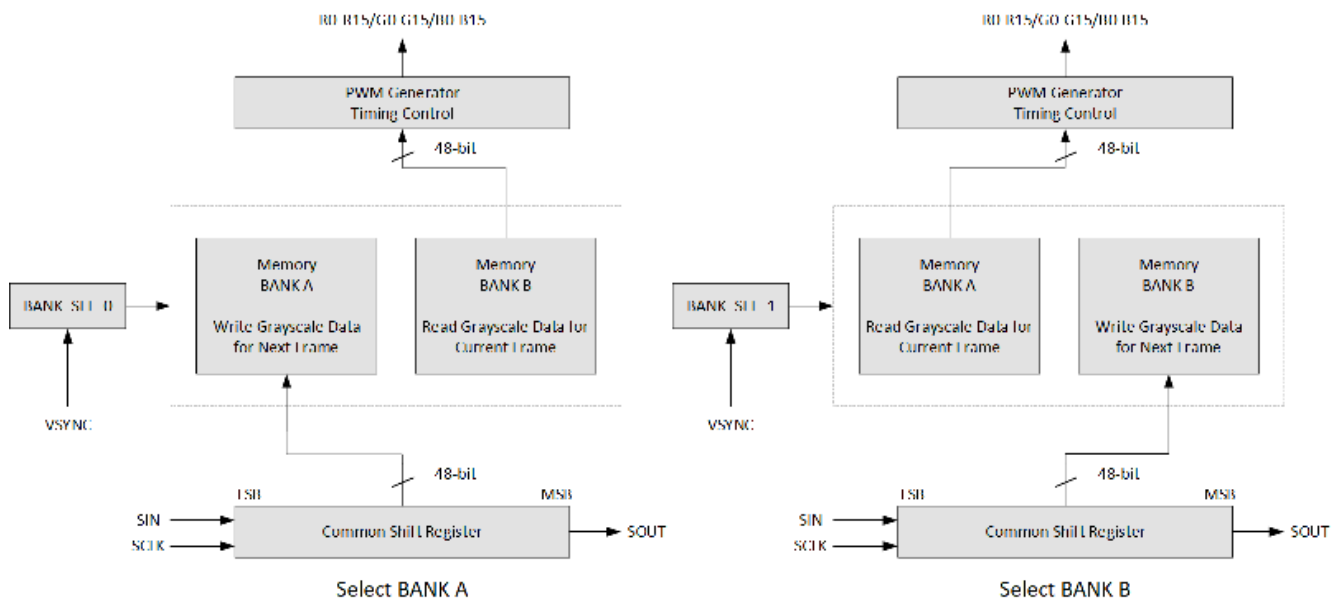 R0-R15/G0-G15/B0-B15
PWM Generator
Timing Control
48-bit
Memory
BANK A
Write Grayscale Data
for Next Frame
Memory
BANK B
Read Grayscale Data for
Current Frame
BANK_SEL=0
VSYNC
48-bit
LSB
MSB
SIN
SCLK
Common Shift Register
SOUT
Select BANK A
R0-R15/G0-G15/B0-B15
PWM Generator
Timing Control
48-bit
Memory
BANK A
Read Grayscale Data for
Current Frame
Memory
BANK B
Write Grayscale Data
for Next Frame
BANK_SEL=1
VSYNC
48-bit
LSB
MSB
SIN
SCLK
Common Shift Register
SOUT
Select BANK B